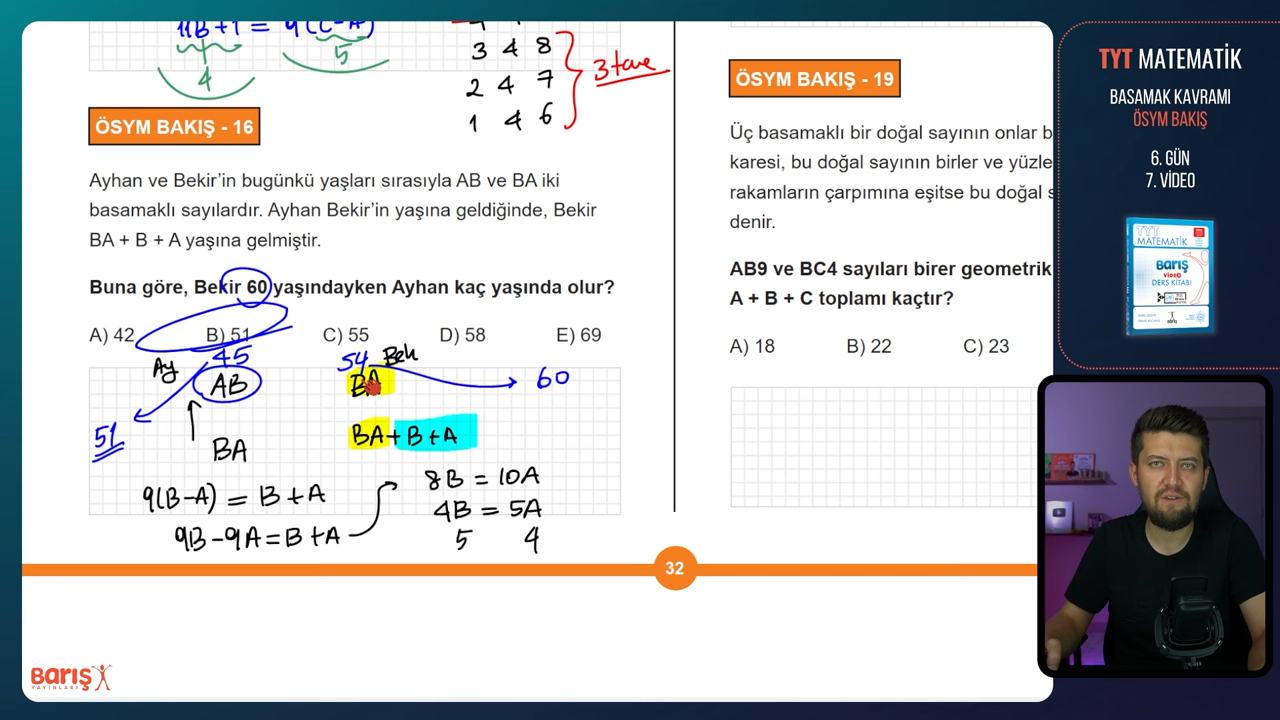 11B+1 = 9(C-A)
4
5
3 4 8
2 4 7
1 4 6
3 tane
ÖSYM BAKIŞ - 16
Ayhan ve Bekir'in bugünkü yaşları sırasıyla AB ve BA iki
basamaklı sayılardır. Ayhan Bekir'in yaşına geldiğinde, Bekir
BA + B + A yaşına gelmiştir.
Buna göre, Bekir 60 yaşındayken Ayhan kaç yaşında olur?
A) 42 B) 51 C) 55 D) 58 E) 69
Ay 45 54 Bek
AB BA 60
51 BA BA+B+A
9(B-A) = B+A 8B = 10A
9B-9A=B+A 4B = 5A
5 4
ÖSYM BAKIŞ - 19
Üç basamaklı bir doğal sayının onlar b
karesi, bu doğal sayının birler ve yüzle
rakamların çarpımına eşitse bu doğal s
denir.
AB9 ve BC4 sayıları birer geometrik
A + B + C toplamı kaçtır?
A) 18 B) 22 C) 23
32
BARIŞ
YAYINLARI
TYT MATEMATİK
BASAMAK KAVRAMI
ÖSYM BAKIŞ
6. GÜN
7. VİDEO
TYT
MATEMATİK
BARIŞ
VİDEO
DERS KİTABI